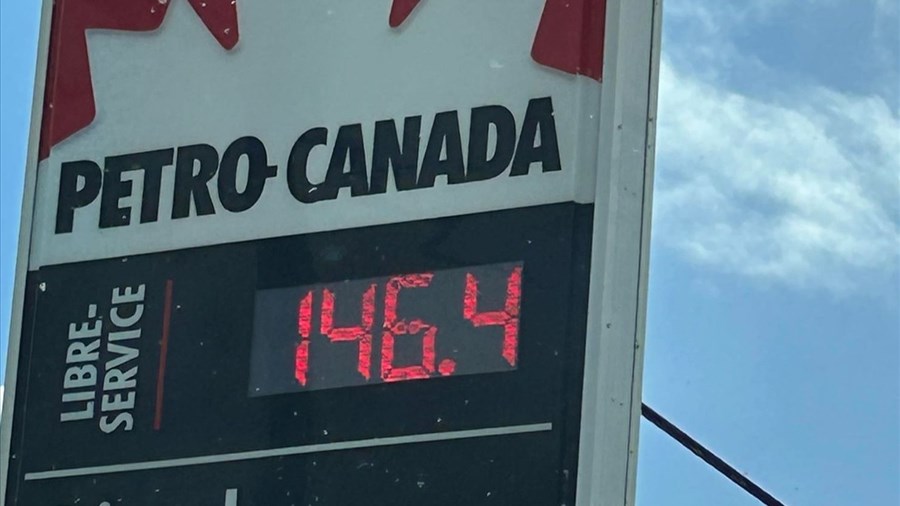 PETRO-CANADA
LIBRE-
SERVICE
146.4